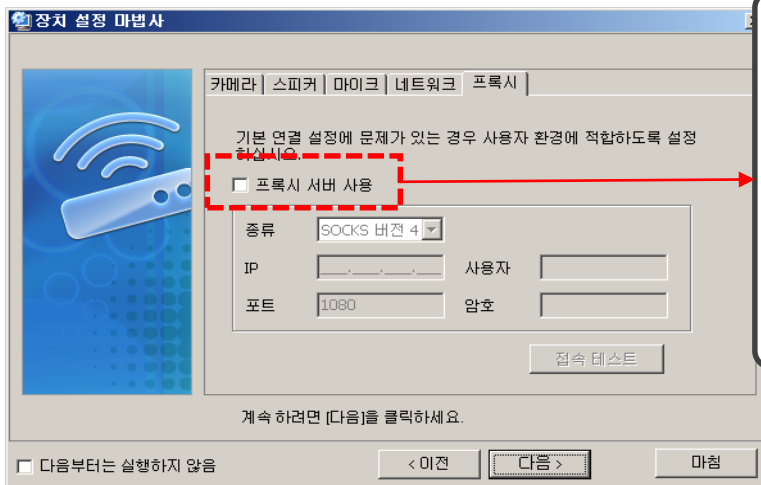 장치 설정 마법사
카메라 스피커 마이크 네트워크 프록시
기본 연결 설정에 문제가 있는 경우 사용자 환경에 적합하도록 설정
하십시오.
프록시 서버 사용
종류 SOCKS 버전 4
IP ___.___.___.___ 사용자
포트 1080 암호
접속 테스트
계속 하려면 [다음]을 클릭하세요.
다음부터는 실행하지 않음 < 이전 다음 > 마침